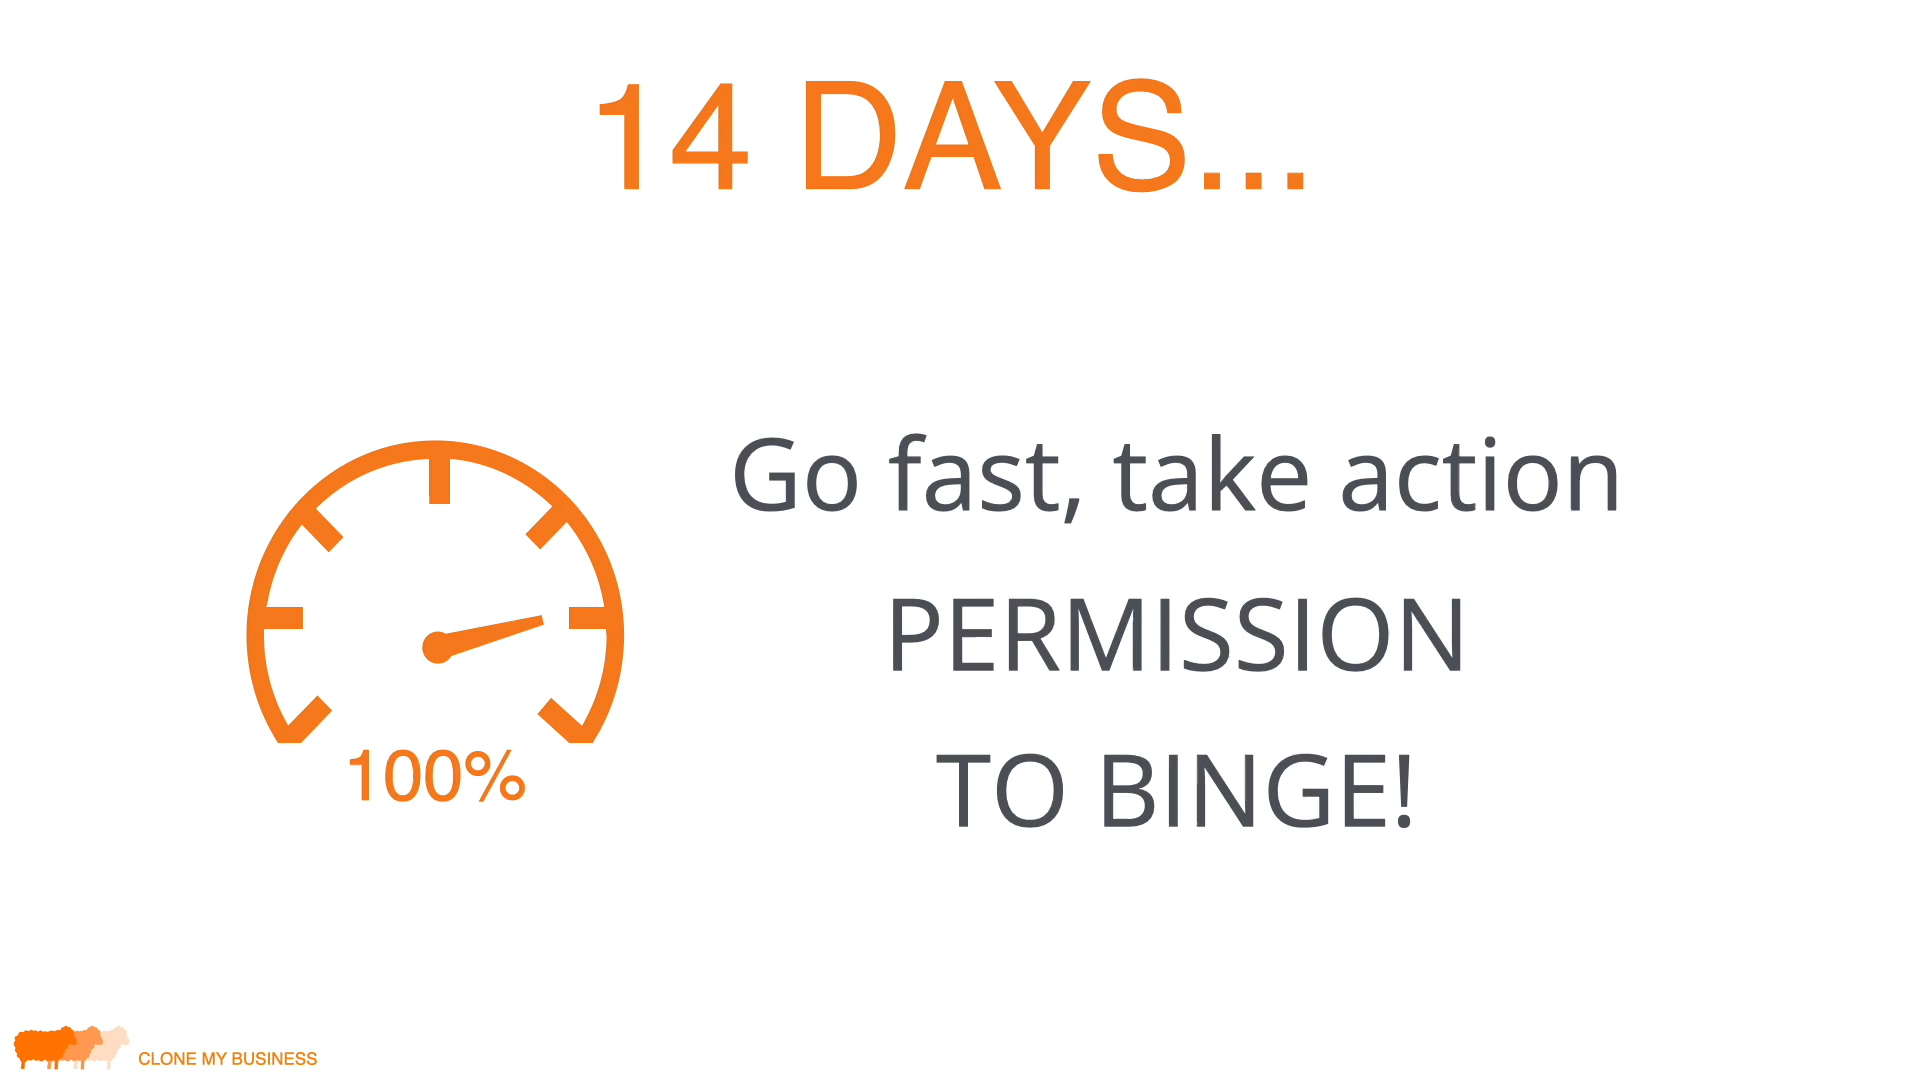 14 DAYS...
Go fast, take action
PERMISSION
TO BINGE!
100%
CLONE MY BUSINESS